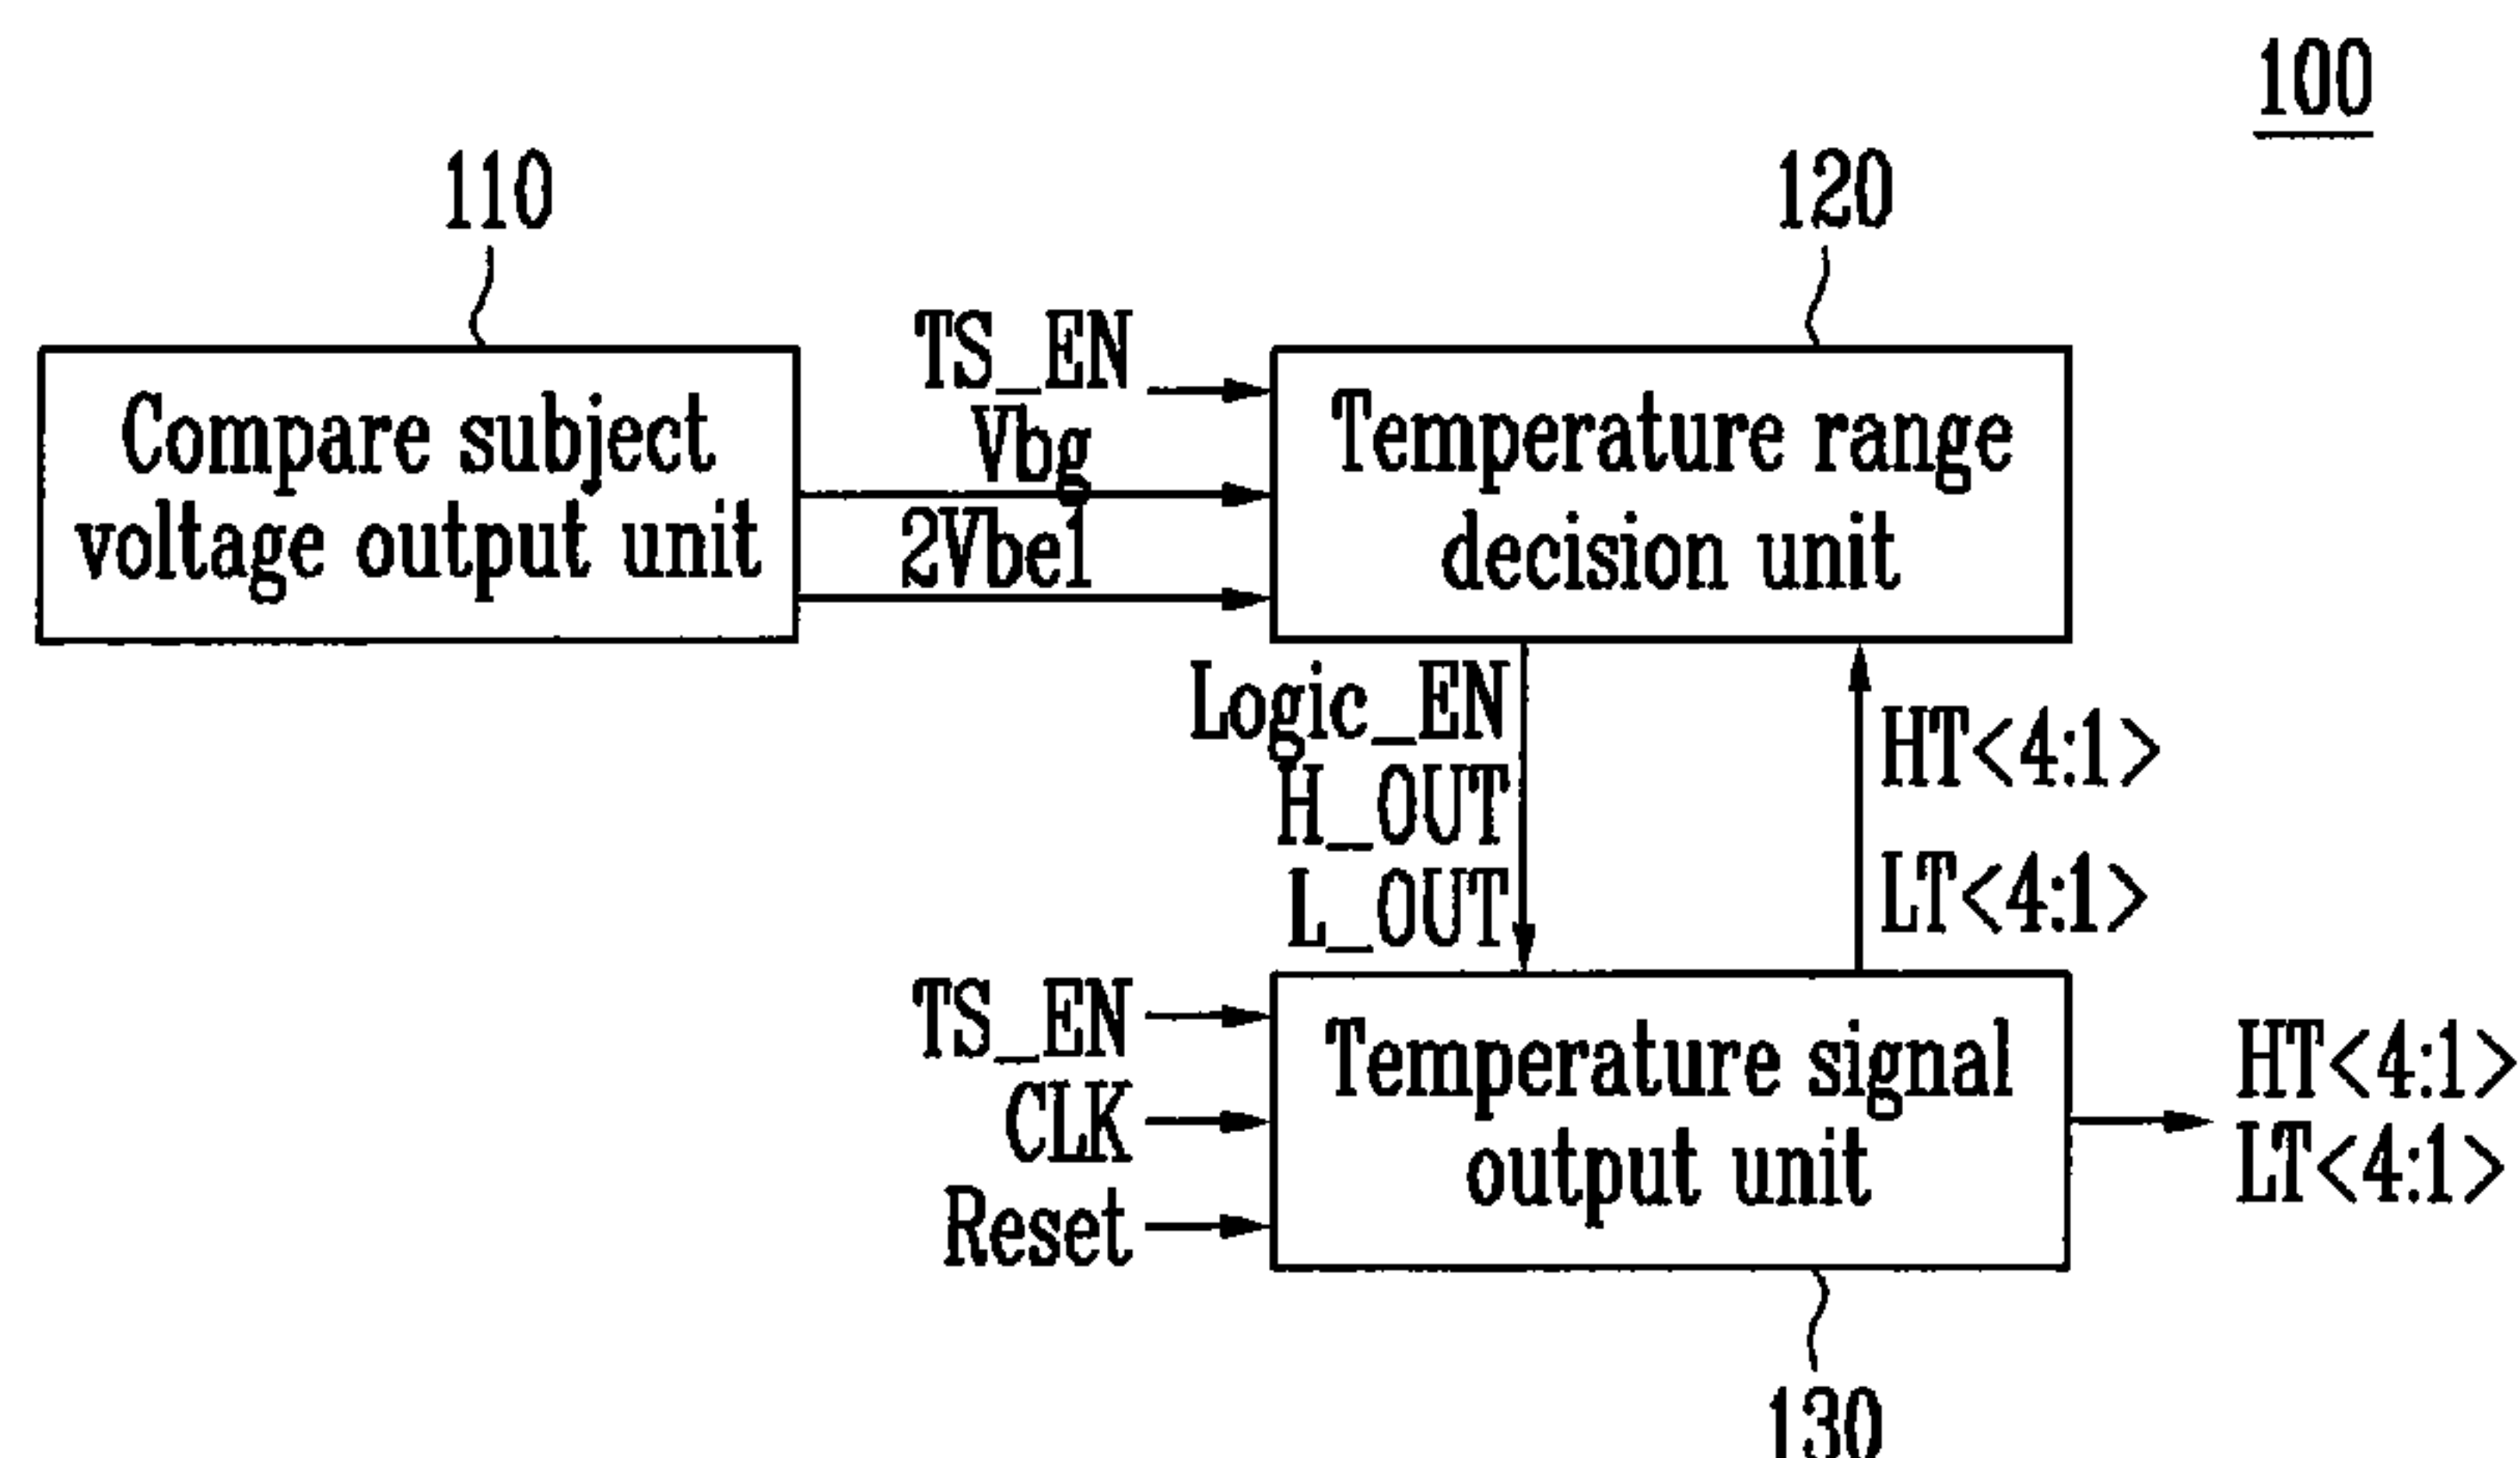 100
110
120
TS_EN
Vbg
2Vbe1
Compare subject
voltage output unit
Temperature range
decision unit
Logic_EN
H_OUT
L_OUT
HT<4:1>
LT<4:1>
TS_EN
CLK
Reset
Temperature signal
output unit
HT<4:1>
LT<4:1>
130